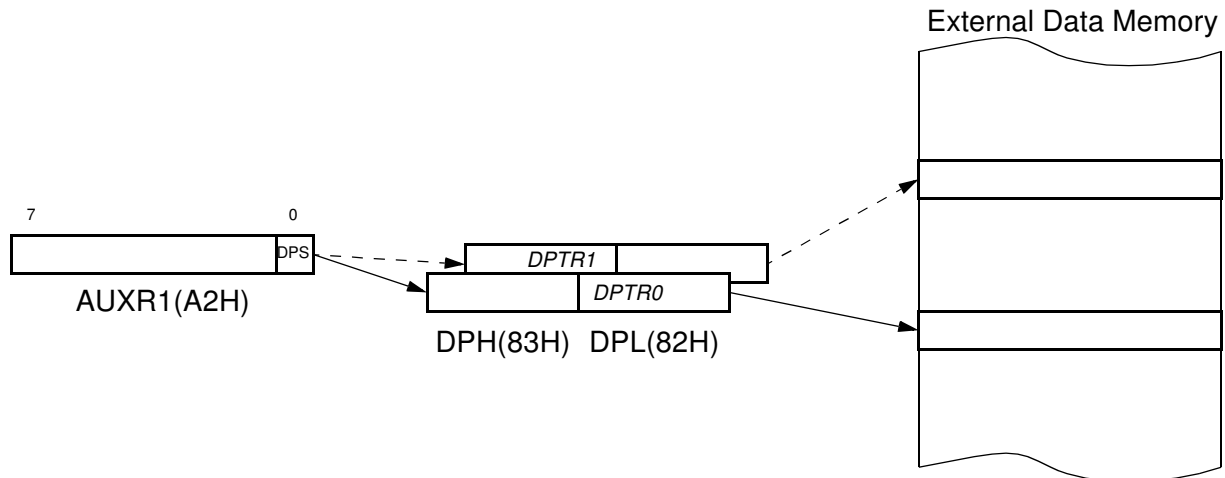 External Data Memory
7 0
DPS
AUXR1(A2H)
DPTR1
DPTR0
DPH(83H) DPL(82H)